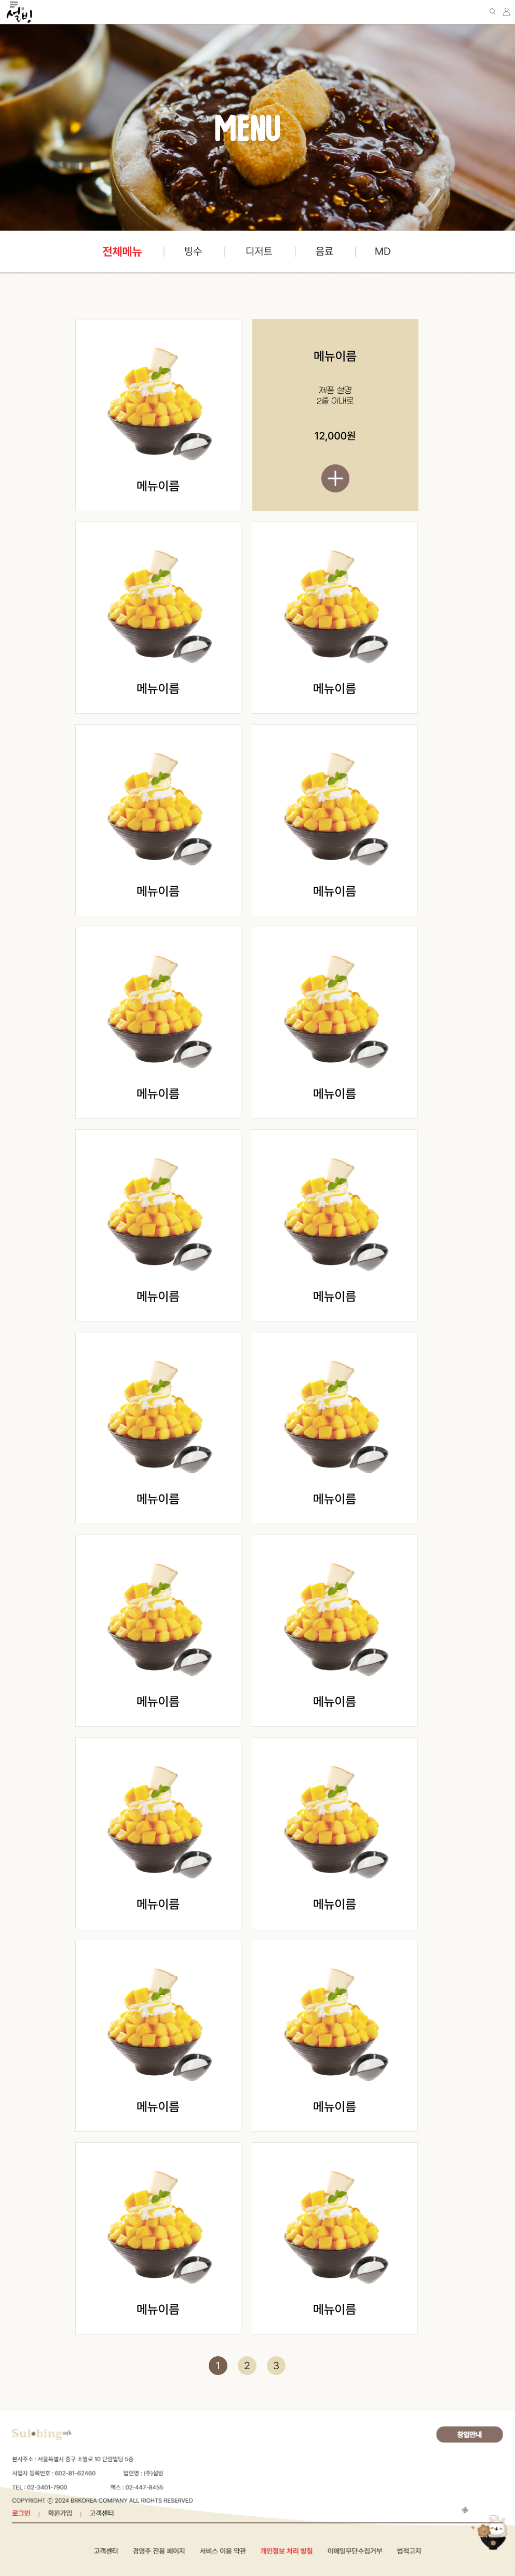 설빙
MENU
전체메뉴 빙수 디저트 음료 MD
메뉴이름
메뉴이름
제품 설명
2줄 이내로
12,000원
메뉴이름 메뉴이름
메뉴이름 메뉴이름
메뉴이름 메뉴이름
메뉴이름 메뉴이름
메뉴이름 메뉴이름
메뉴이름 메뉴이름
메뉴이름 메뉴이름
메뉴이름 메뉴이름
메뉴이름 메뉴이름
1 2 3
Sulbing cafe
창업안내
본사주소 : 서울특별시 중구 소월로 10 단암빌딩 5층
사업자 등록번호 : 602-81-62460 법인명 : (주)설빙
TEL : 02-3401-7900 팩스 : 02-447-8455
COPYRIGHT ⓒ 2024 BRKOREA COMPANY ALL RIGHTS RESERVED
로그인 | 회원가입 | 고객센터
고객센터 경영주 전용 페이지 서비스 이용 약관 개인정보 처리 방침 이메일무단수집거부 법적고지